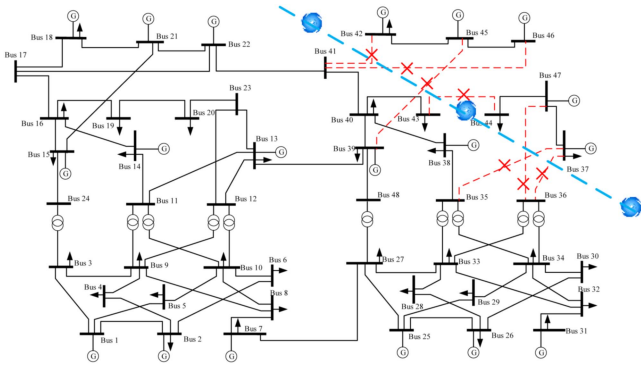 G G G G G
Bus 18 Bus 21 Bus 42 Bus 45
Bus 22 Bus 46
Bus 17 Bus 41
Bus 23 Bus 47
G
Bus 16 Bus 19 Bus 20 Bus 13 Bus 40 Bus 43 Bus 44
G G
Bus 15 Bus 14 Bus 39 Bus 38 Bus 37
G G G G
Bus 24 Bus 11 Bus 12 Bus 48 Bus 35 Bus 36
Bus 3 Bus 9 Bus 10 Bus 6 Bus 27 Bus 33 Bus 34 Bus 30
Bus 4 Bus 5 Bus 8 Bus 28 Bus 29 Bus 32
Bus 1 Bus 2 Bus 7 Bus 25 Bus 26 Bus 31
G G G G G G